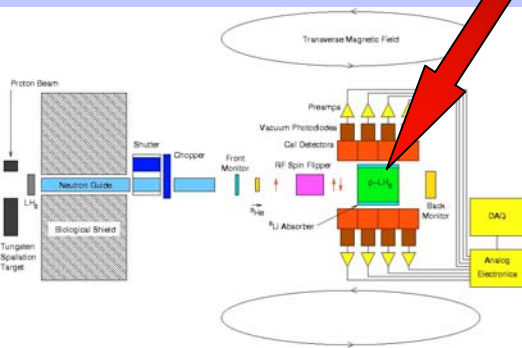 Transverse Magnetic Field
Proton Beam
Preamps
Vacuum Photodiodes
Cal Detectors
Shutter
Chopper
Front
Monitor
RF Spin Flipper
Neutron Guide
p-LH2
LH2
3He
Back
Monitor
6Li Absorber
Biological Shield
DAQ
Tungsten
Spallation
Target
Analog
Electronics